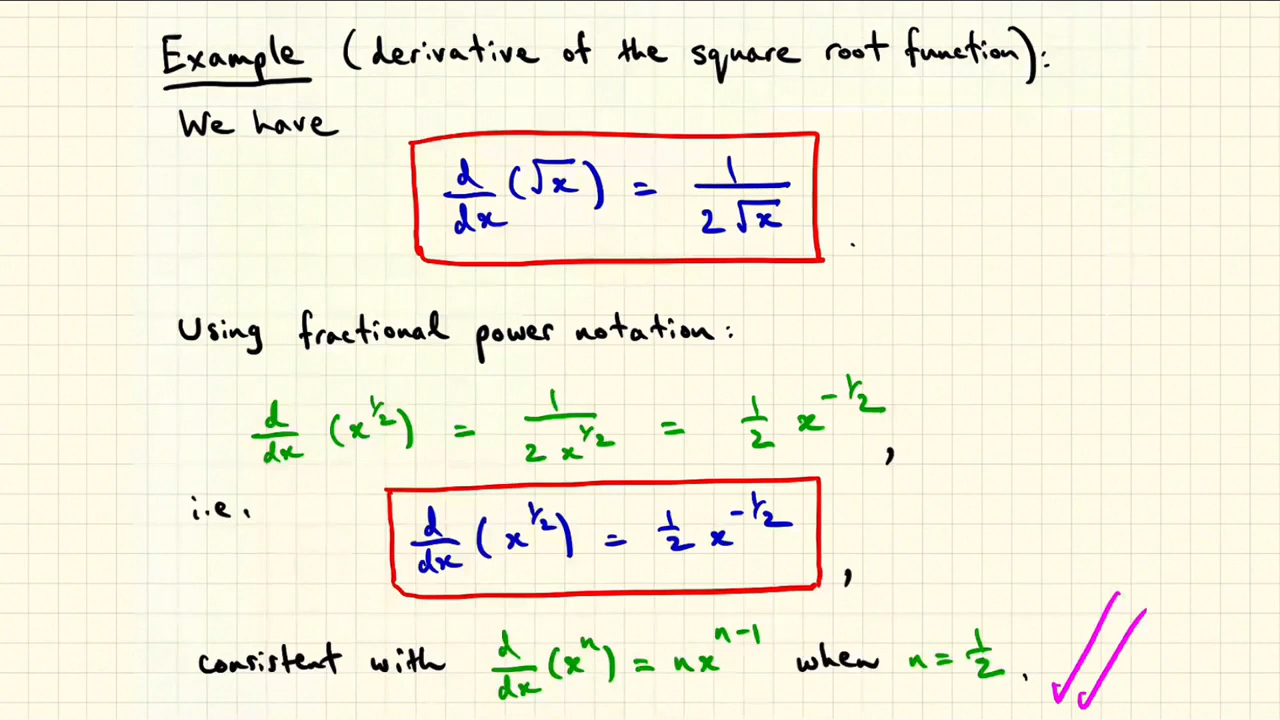 Example (derivative of the square root function):
We have
d/dx (√x) = 1/(2√x)
Using fractional power notation:
d/dx (x^(1/2)) = 1/(2x^(1/2)) = 1/2 x^(-1/2),
i.e.
d/dx (x^(1/2)) = 1/2 x^(-1/2),
consistent with d/dx (x^n) = nx^(n-1) when n = 1/2.